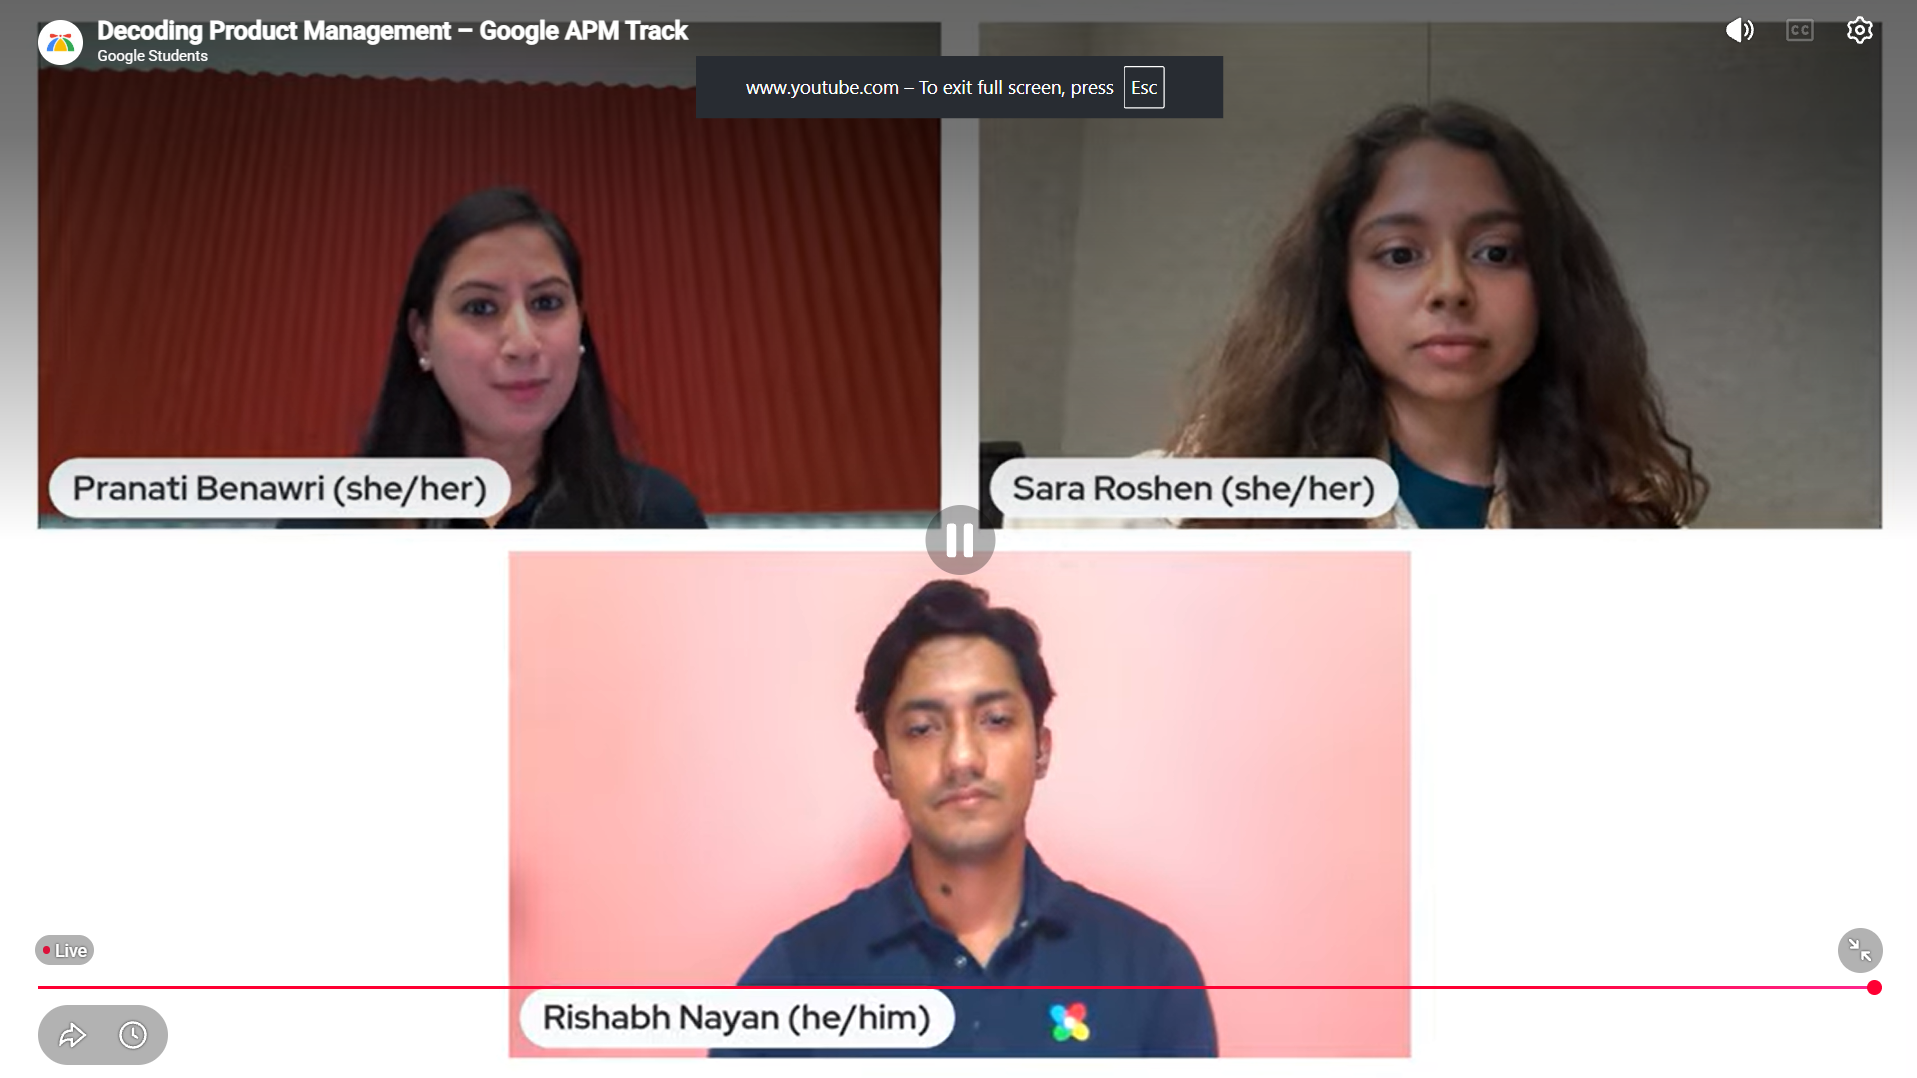 Decoding Product Management – Google APM Track
Google Students
CC
www.youtube.com – To exit full screen, press Esc
Pranati Benawri (she/her)
Sara Roshen (she/her)
Live
Rishabh Nayan (he/him)